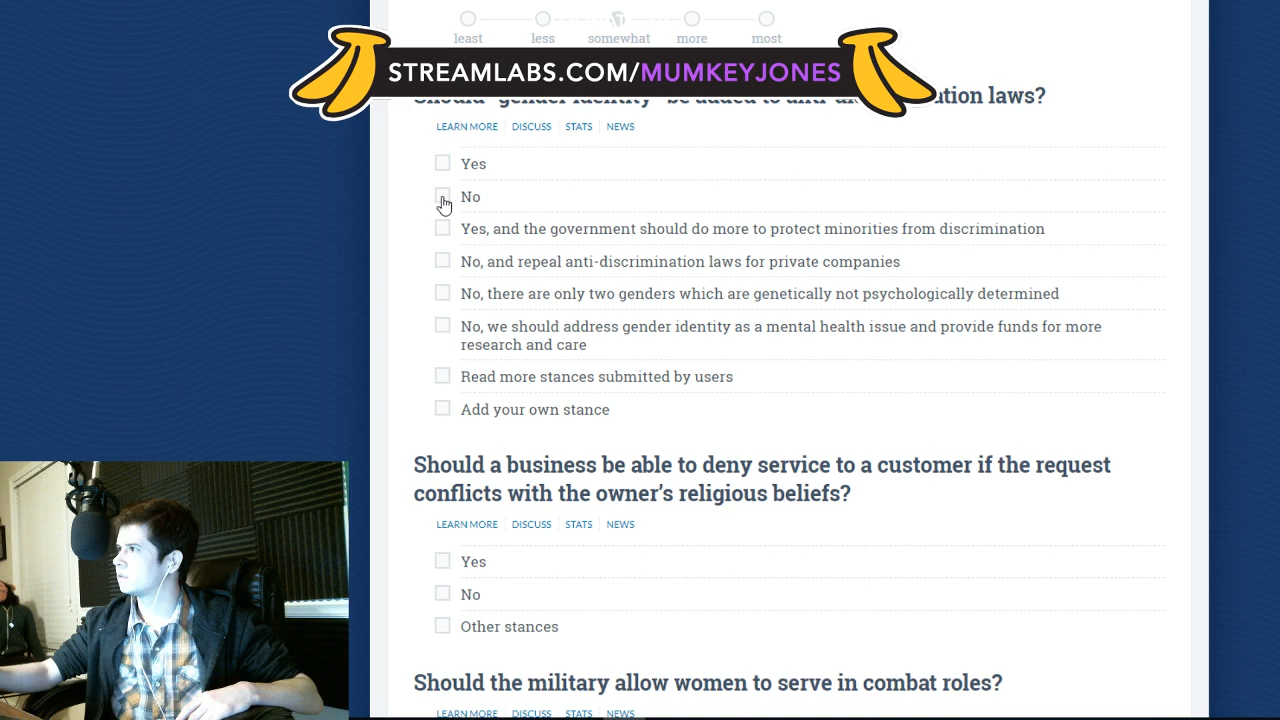 least less somewhat more most
STREAMLABS.COM/MUMKEYJONES
Should "gender identity" be added to anti- laws?
LEARN MORE DISCUSS STATS NEWS
Yes
No
Yes, and the government should do more to protect minorities from discrimination
No, and repeal anti-discrimination laws for private companies
No, there are only two genders which are genetically not psychologically determined
No, we should address gender identity as a mental health issue and provide funds for more
research and care
Read more stances submitted by users
Add your own stance
Should a business be able to deny service to a customer if the request
conflicts with the owner's religious beliefs?
LEARN MORE DISCUSS STATS NEWS
Yes
No
Other stances
Should the military allow women to serve in combat roles?
LEARN MORE DISCUSS STATS NEWS